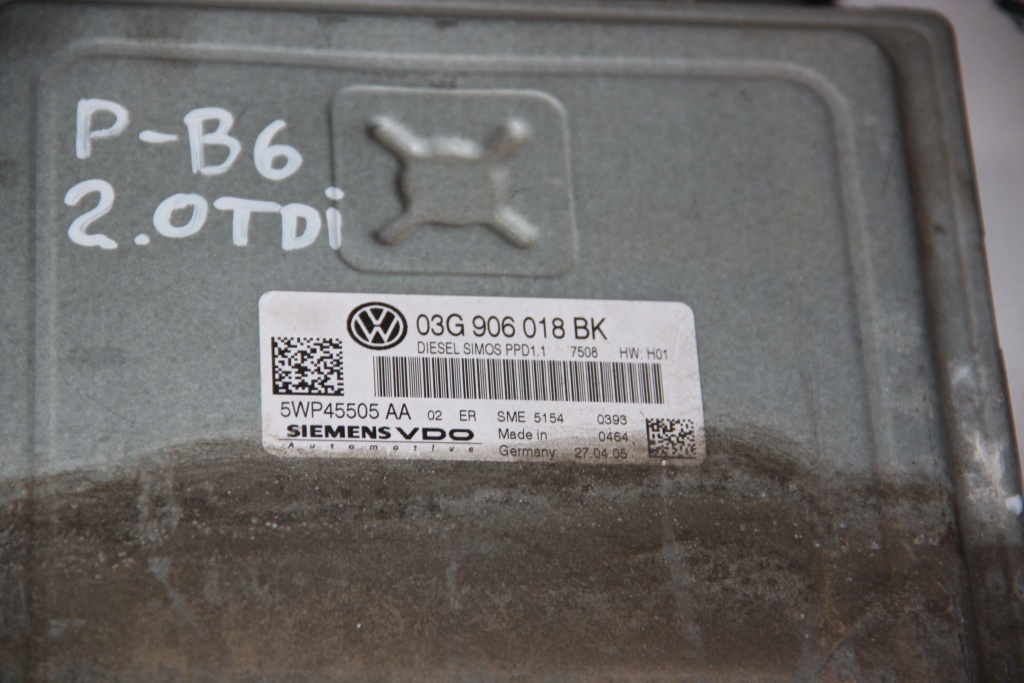 P-B6
2.0TDi
VW 03G 906 018 BK
DIESEL SIMOS PPD1.1 7508 HW: H01
5WP45505 AA 02 ER SME 5154 0393
SIEMENS VDO Made in 0464
Automotive Germany 27.04.05